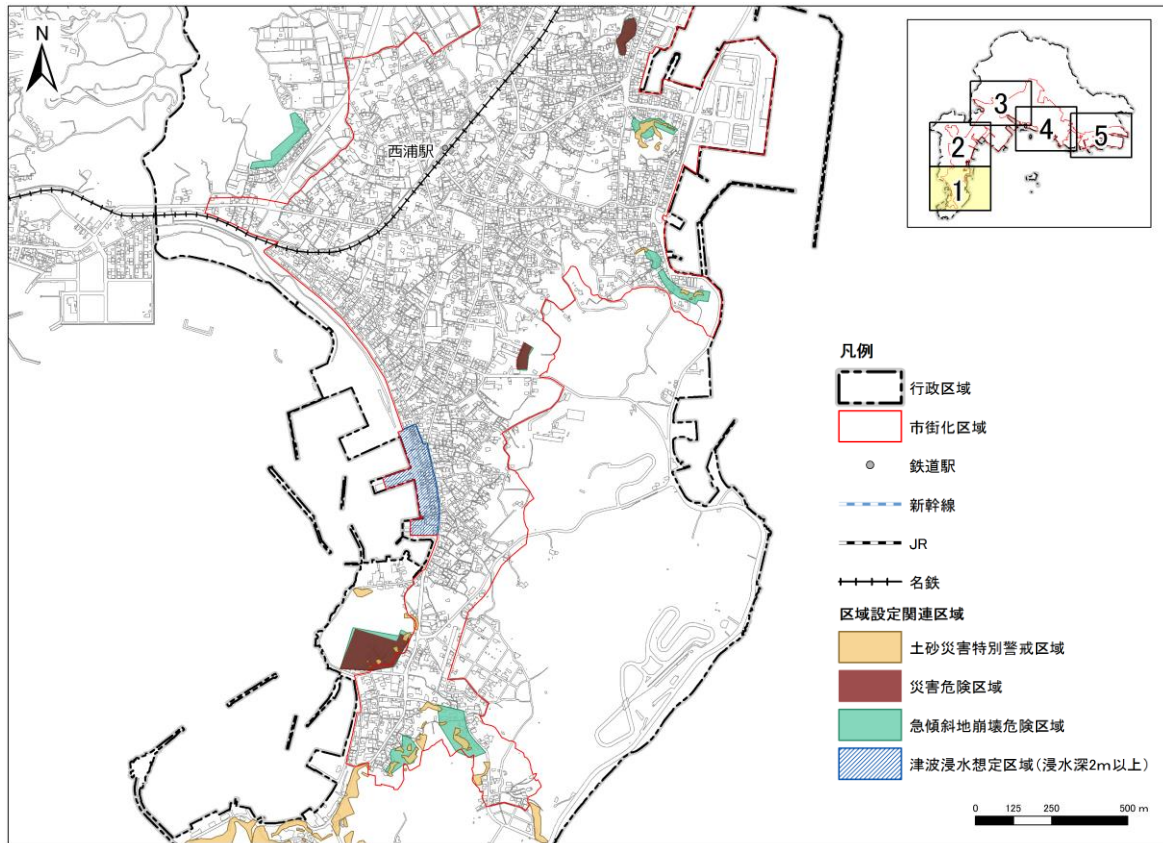 N
西浦駅
3
4
5
2
1
凡例
行政区域
市街化区域
鉄道駅
新幹線
JR
名鉄
区域設定関連区域
土砂災害特別警戒区域
災害危険区域
急傾斜地崩壊危険区域
津波浸水想定区域(浸水深2m以上)
0 125 250 500 m